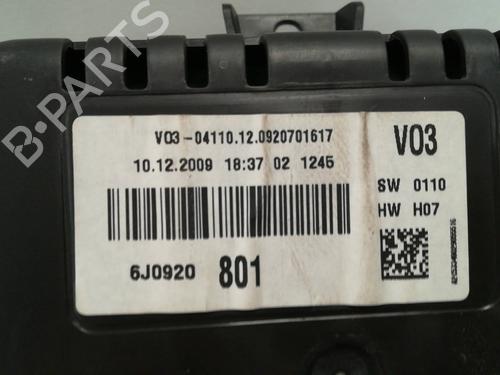 B-PARTS
V03-04110.12.0920701617
10.12.2009 18:37 02 1245
6J0920 801
V03
SW 0110
HW H07